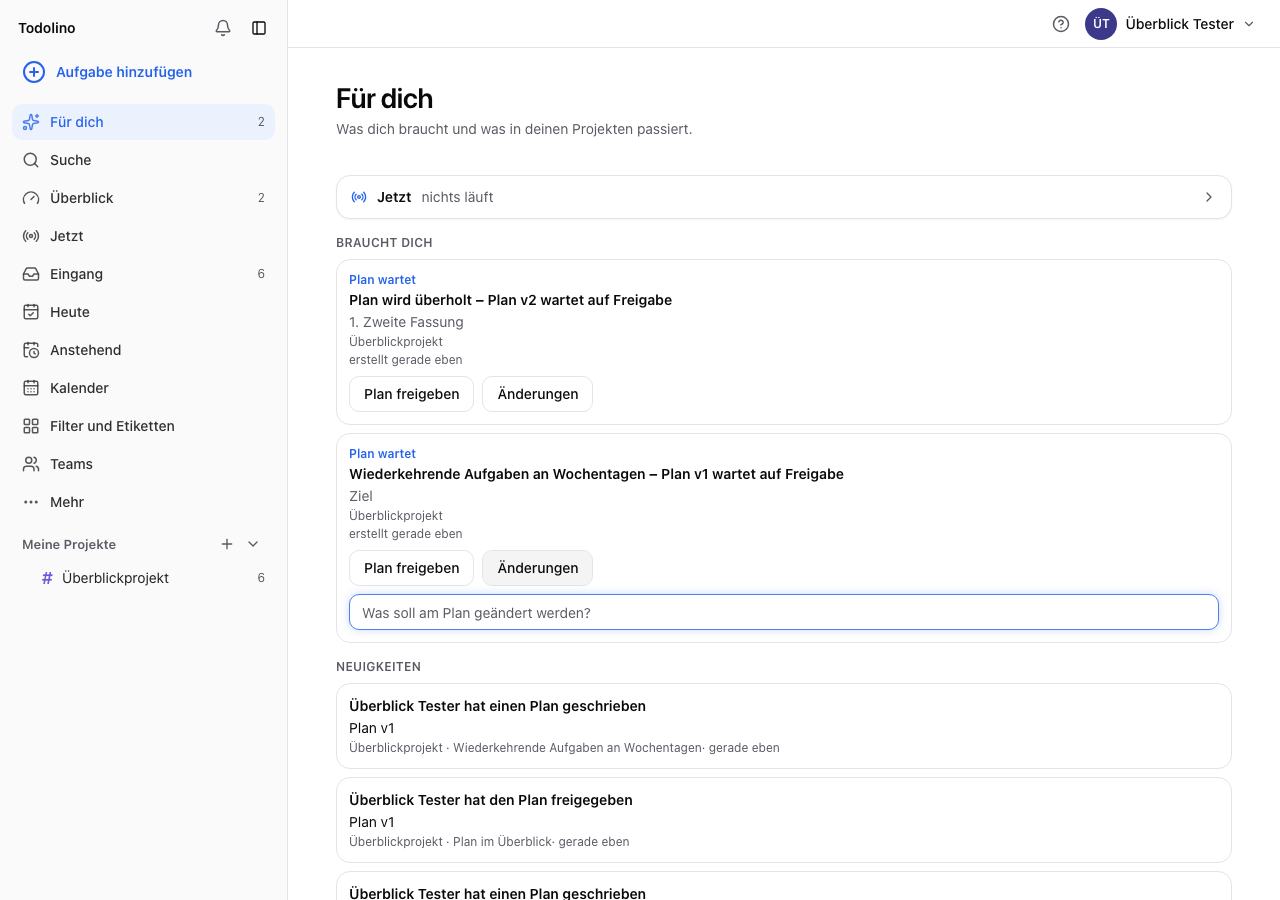 Todolino
Aufgabe hinzufügen
Für dich 2
Suche
Überblick 2
Jetzt
Eingang 6
Heute
Anstehend
Kalender
Filter und Etiketten
Teams
Mehr
Meine Projekte
# Überblickprojekt 6
ÜT Überblick Tester
Für dich
Was dich braucht und was in deinen Projekten passiert.
Jetzt nichts läuft
BRAUCHT DICH
Plan wartet
Plan wird überholt – Plan v2 wartet auf Freigabe
1. Zweite Fassung
Überblickprojekt
erstellt gerade eben
Plan freigeben Änderungen
Plan wartet
Wiederkehrende Aufgaben an Wochentagen – Plan v1 wartet auf Freigabe
Ziel
Überblickprojekt
erstellt gerade eben
Plan freigeben Änderungen
Was soll am Plan geändert werden?
NEUIGKEITEN
Überblick Tester hat einen Plan geschrieben
Plan v1
Überblickprojekt · Wiederkehrende Aufgaben an Wochentagen· gerade eben
Überblick Tester hat den Plan freigegeben
Plan v1
Überblickprojekt · Plan im Überblick· gerade eben
Überblick Tester hat einen Plan geschrieben